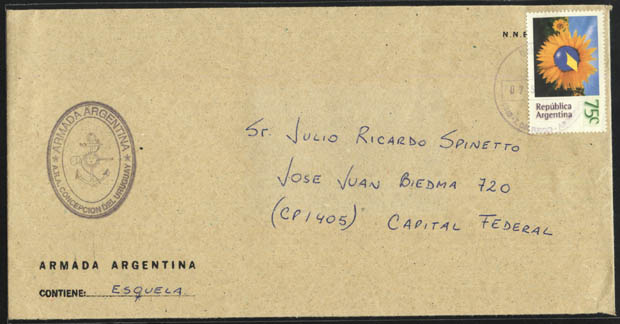 N.N.E
República
Argentina
75c
ARMADA ARGENTINA
A.R.A. CONCEPCION DEL URUGUAY
Sr. JULIO RICARDO SPINETTO
JOSE JUAN BIEDMA 720
(CP1405) CAPITAL FEDERAL
ARMADA ARGENTINA
CONTIENE: ESQUELA